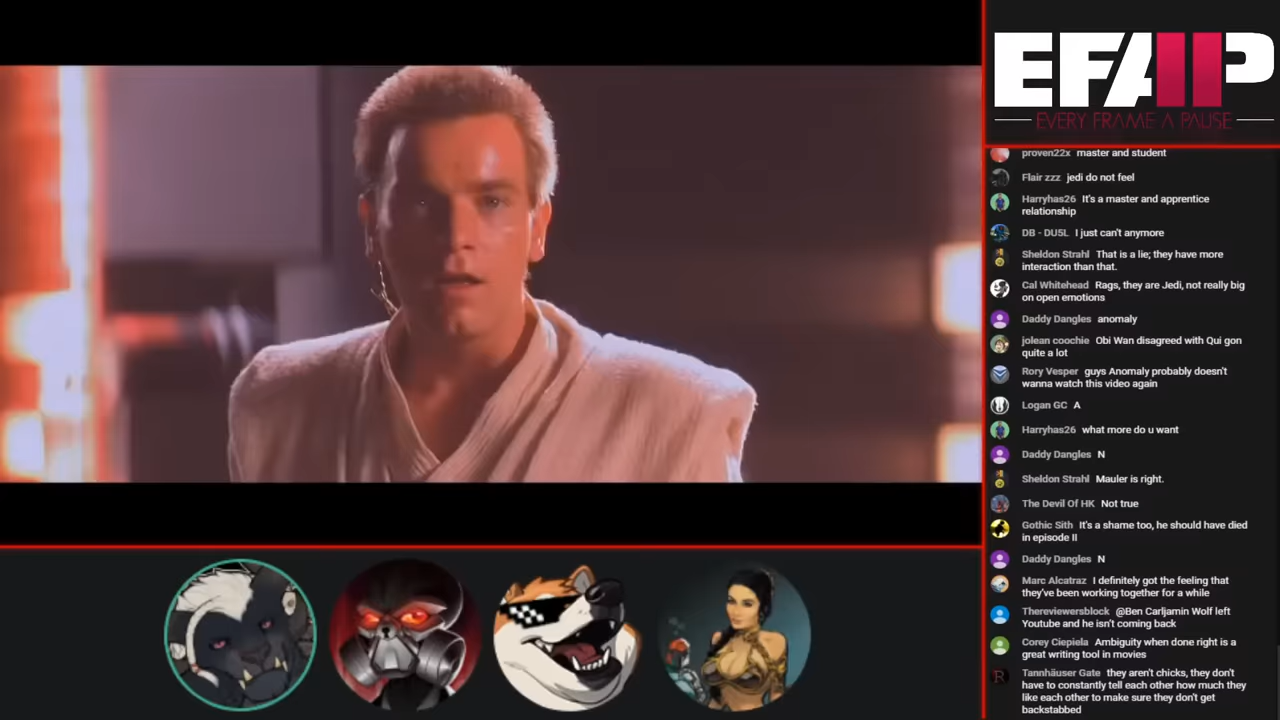 EFAP
EVERY FRAME A PAUSE
proven22x master and student
Flair zzz jedi do not feel
Harryhas26 It's a master and apprentice
relationship
DB - DU5L I just can't anymore
Sheldon Strahl That is a lie; they have more
interaction than that.
Cal Whitehead Rags, they are Jedi, not really big
on open emotions
Daddy Dangles anomaly
jolean coochie Obi Wan disagreed with Qui gon
quite a lot
Rory Vesper guys Anomaly probably doesn't
wanna watch this video again
Logan GC A
Harryhas26 what more do u want
Daddy Dangles N
Sheldon Strahl Mauler is right.
The Devil Of HK Not true
Gothic Sith It's a shame too, he should have died
in episode II
Daddy Dangles N
Marc Alcatraz I definitely got the feeling that
they've been working together for a while
Thereviewersblock @Ben Carljamin Wolf left
Youtube and he isn't coming back
Corey Ciepiela Ambiguity when done right is a
great writing tool in movies
R
Tannhäuser Gate they aren't chicks, they don't
have to constantly tell each other how much they
like each other to make sure they don't get
backstabbed